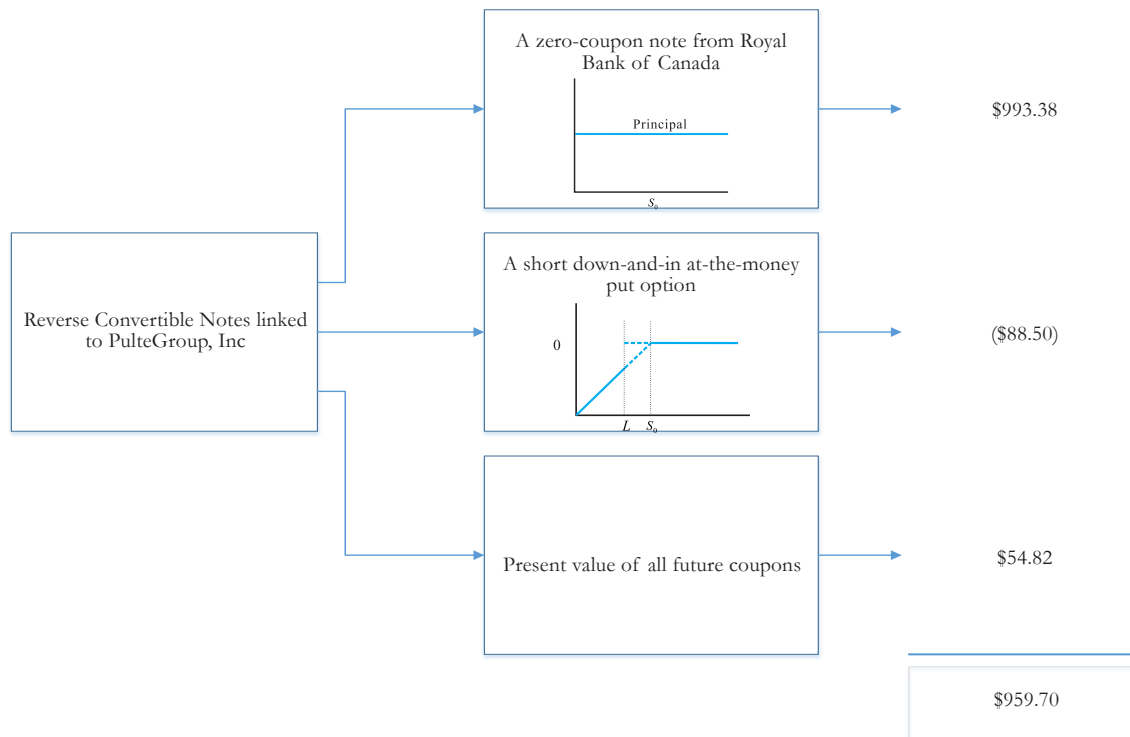 A zero-coupon note from Royal
Bank of Canada
Principal
S₀
$993.38
Reverse Convertible Notes linked
to PulteGroup, Inc
A short down-and-in at-the-money
put option
0
L S₀
($88.50)
Present value of all future coupons
$54.82
$959.70